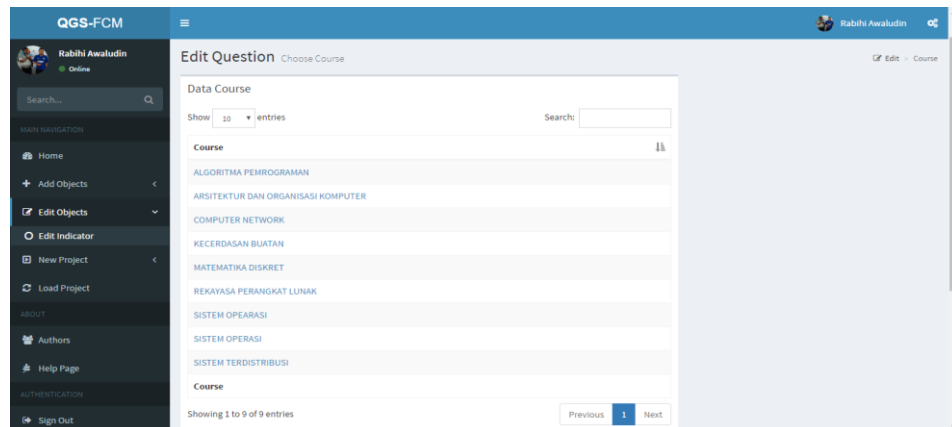 QGS-FCM
Rabihi Awaludin
Rabihi Awaludin
Online
Search...
MAIN NAVIGATION
Home
Add Objects
Edit Objects
Edit Indicator
New Project
Load Project
ABOUT
Authors
Help Page
AUTHENTICATION
Sign Out
Edit Question Choose Course
Edit > Course
Data Course
Show 10 entries
Search:
Course
ALGORITMA PEMROGRAMAN
ARSITEKTUR DAN ORGANISASI KOMPUTER
COMPUTER NETWORK
KECERDASAN BUATAN
MATEMATIKA DISKRET
REKAYASA PERANGKAT LUNAK
SISTEM OPEARASI
SISTEM OPERASI
SISTEM TERDISTRIBUSI
Course
Showing 1 to 9 of 9 entries
Previous 1 Next